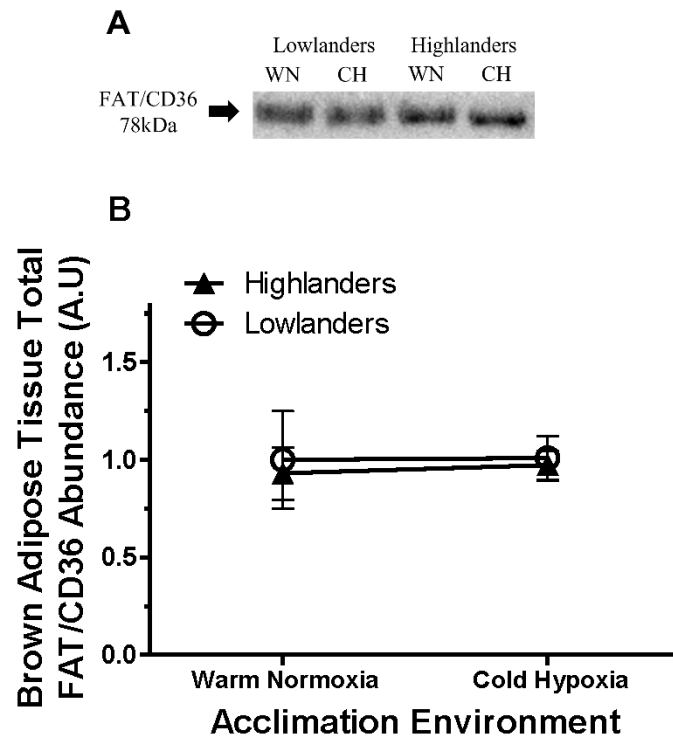 A
Lowlanders Highlanders
WN CH WN CH
FAT/CD36
78kDa
B
Highlanders
Lowlanders
Brown Adipose Tissue Total
FAT/CD36 Abundance (A.U)
1.5
1.0
0.5
0.0
Warm Normoxia Cold Hypoxia
Acclimation Environment